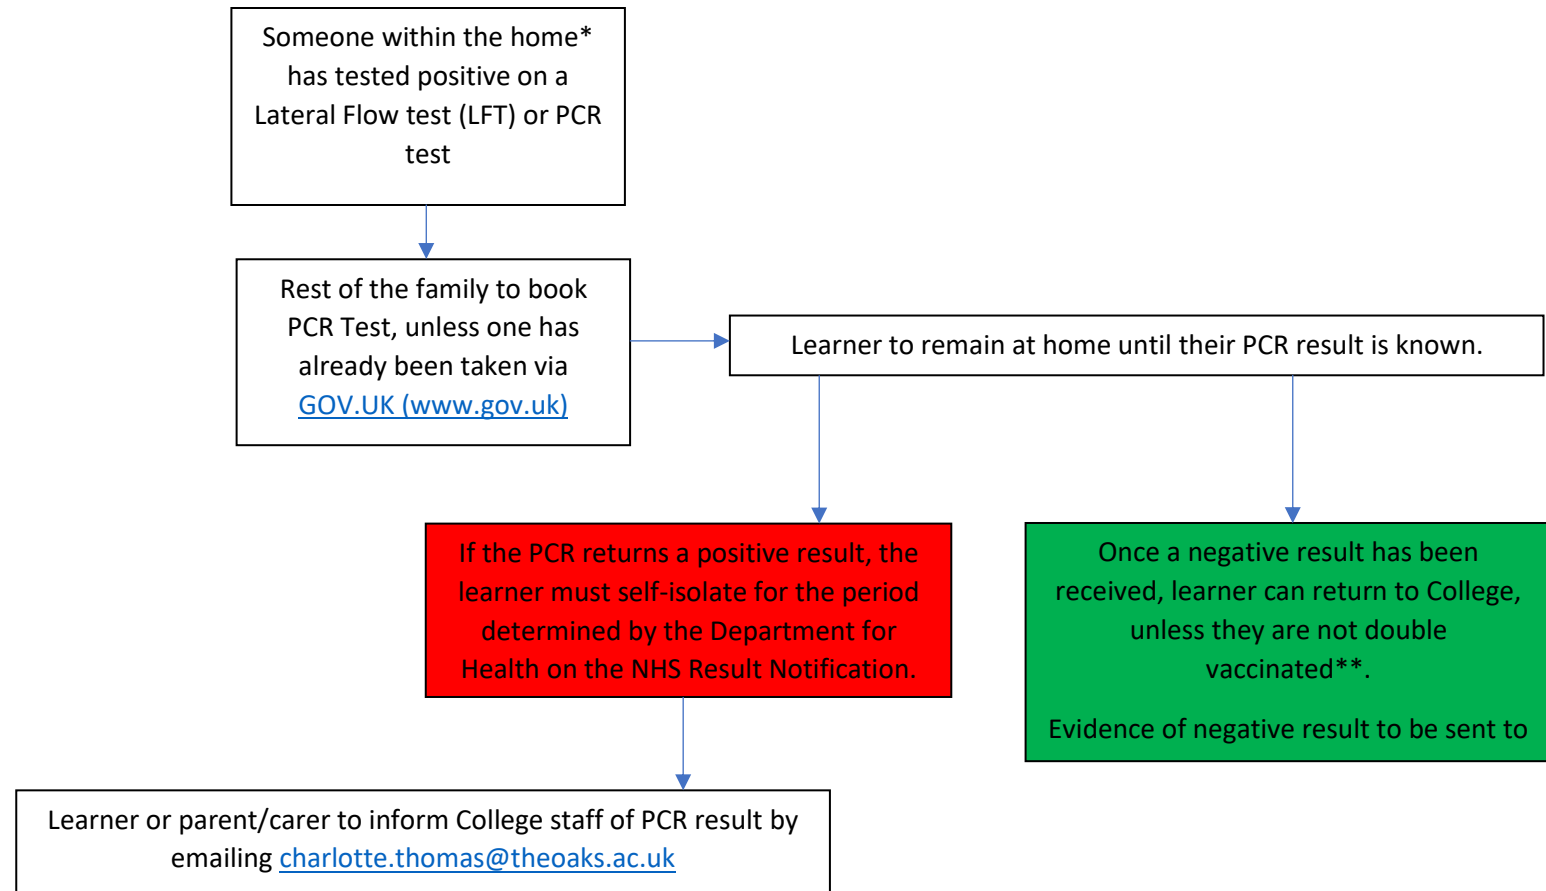 Someone within the home*
has tested positive on a
Lateral Flow test (LFT) or PCR
test
Rest of the family to book
PCR Test, unless one has
already been taken via
GOV.UK (www.gov.uk)
Learner to remain at home until their PCR result is known.
If the PCR returns a positive result, the
learner must self-isolate for the period
determined by the Department for
Health on the NHS Result Notification.
Once a negative result has been
received, learner can return to College,
unless they are not double
vaccinated**.
Evidence of negative result to be sent to
Learner or parent/carer to inform College staff of PCR result by
emailing charlotte.thomas@theoaks.ac.uk